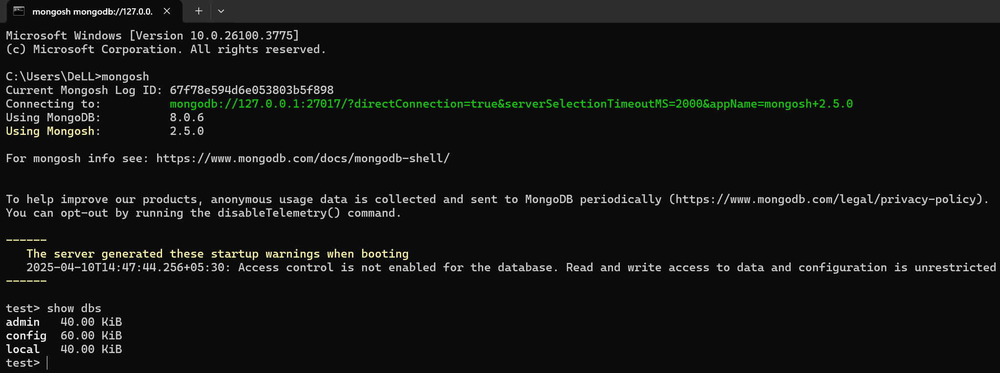 mongosh mongodb://127.0.0.
Microsoft Windows [Version 10.0.26100.3775]
(c) Microsoft Corporation. All rights reserved.
C:\Users\DeLL>mongosh
Current Mongosh Log ID: 67f78e594d6e053803b5f898
Connecting to:          mongodb://127.0.0.1:27017/?directConnection=true&serverSelectionTimeoutMS=2000&appName=mongosh+2.5.0
Using MongoDB:          8.0.6
Using Mongosh:          2.5.0
For mongosh info see: https://www.mongodb.com/docs/mongodb-shell/
To help improve our products, anonymous usage data is collected and sent to MongoDB periodically (https://www.mongodb.com/legal/privacy-policy).
You can opt-out by running the disableTelemetry() command.
------
   The server generated these startup warnings when booting
   2025-04-10T14:47:44.256+05:30: Access control is not enabled for the database. Read and write access to data and configuration is unrestricted
------
test> show dbs
admin   40.00 KiB
config  60.00 KiB
local   40.00 KiB
test>